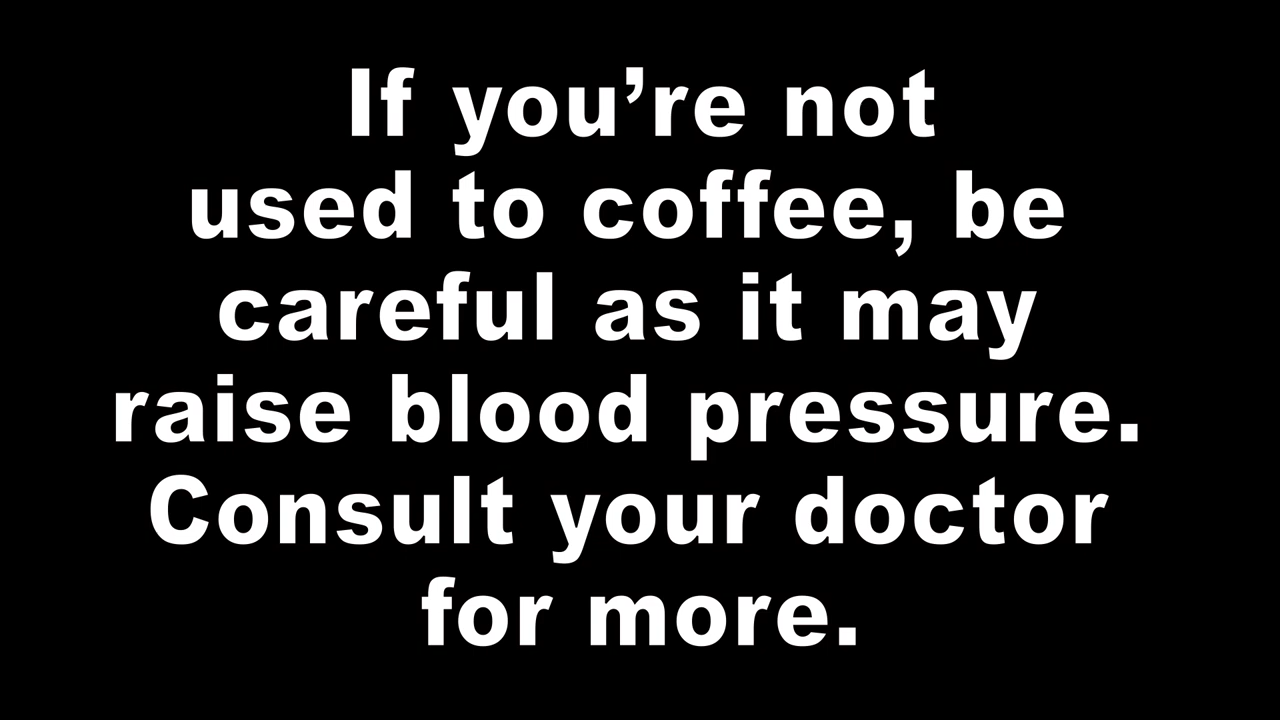 If you’re not
used to coffee, be
careful as it may
raise blood pressure.
Consult your doctor
for more.